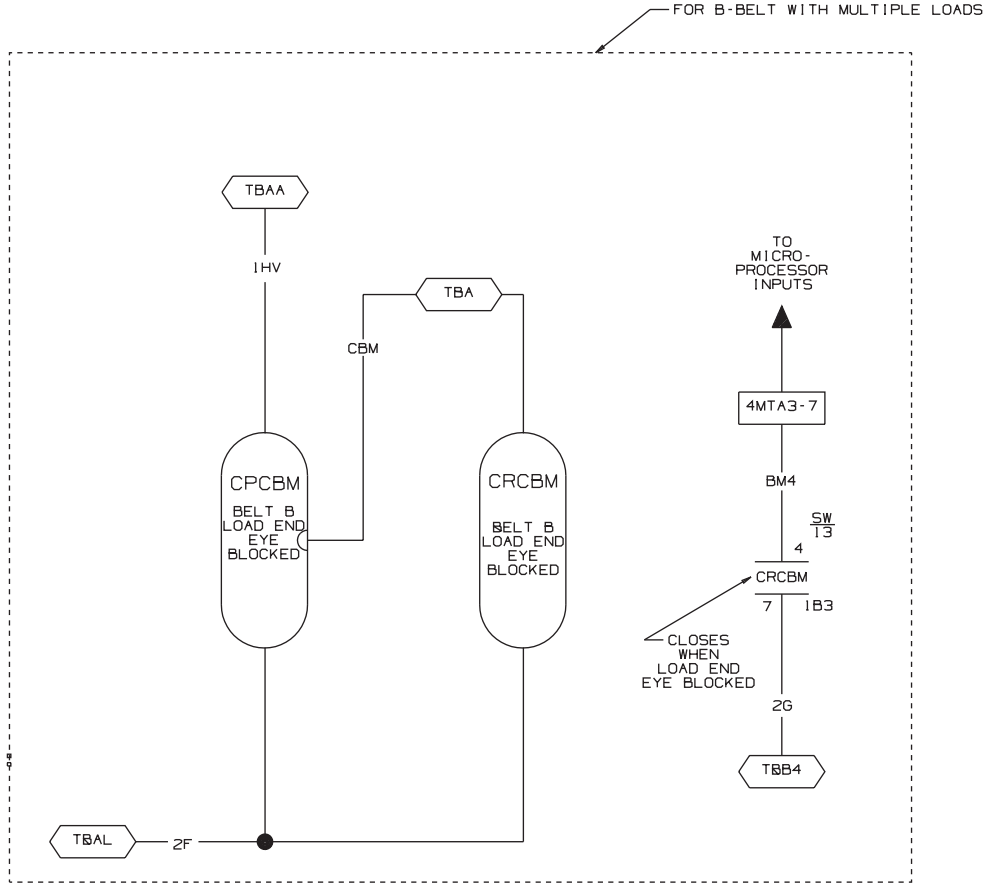 FOR B-BELT WITH MULTIPLE LOADS
TBAA
1HV
TBA
CBM
TO
MICRO-
PROCESSOR
INPUTS
4MTA3-7
BM4
SW
13
4
CRCBM
7
1B3
CLOSES
WHEN
LOAD END
EYE BLOCKED
2G
TBB4
CPCBM
BELT B
LOAD END
EYE
BLOCKED
CRCBM
BELT B
LOAD END
EYE
BLOCKED
TBAL
2F